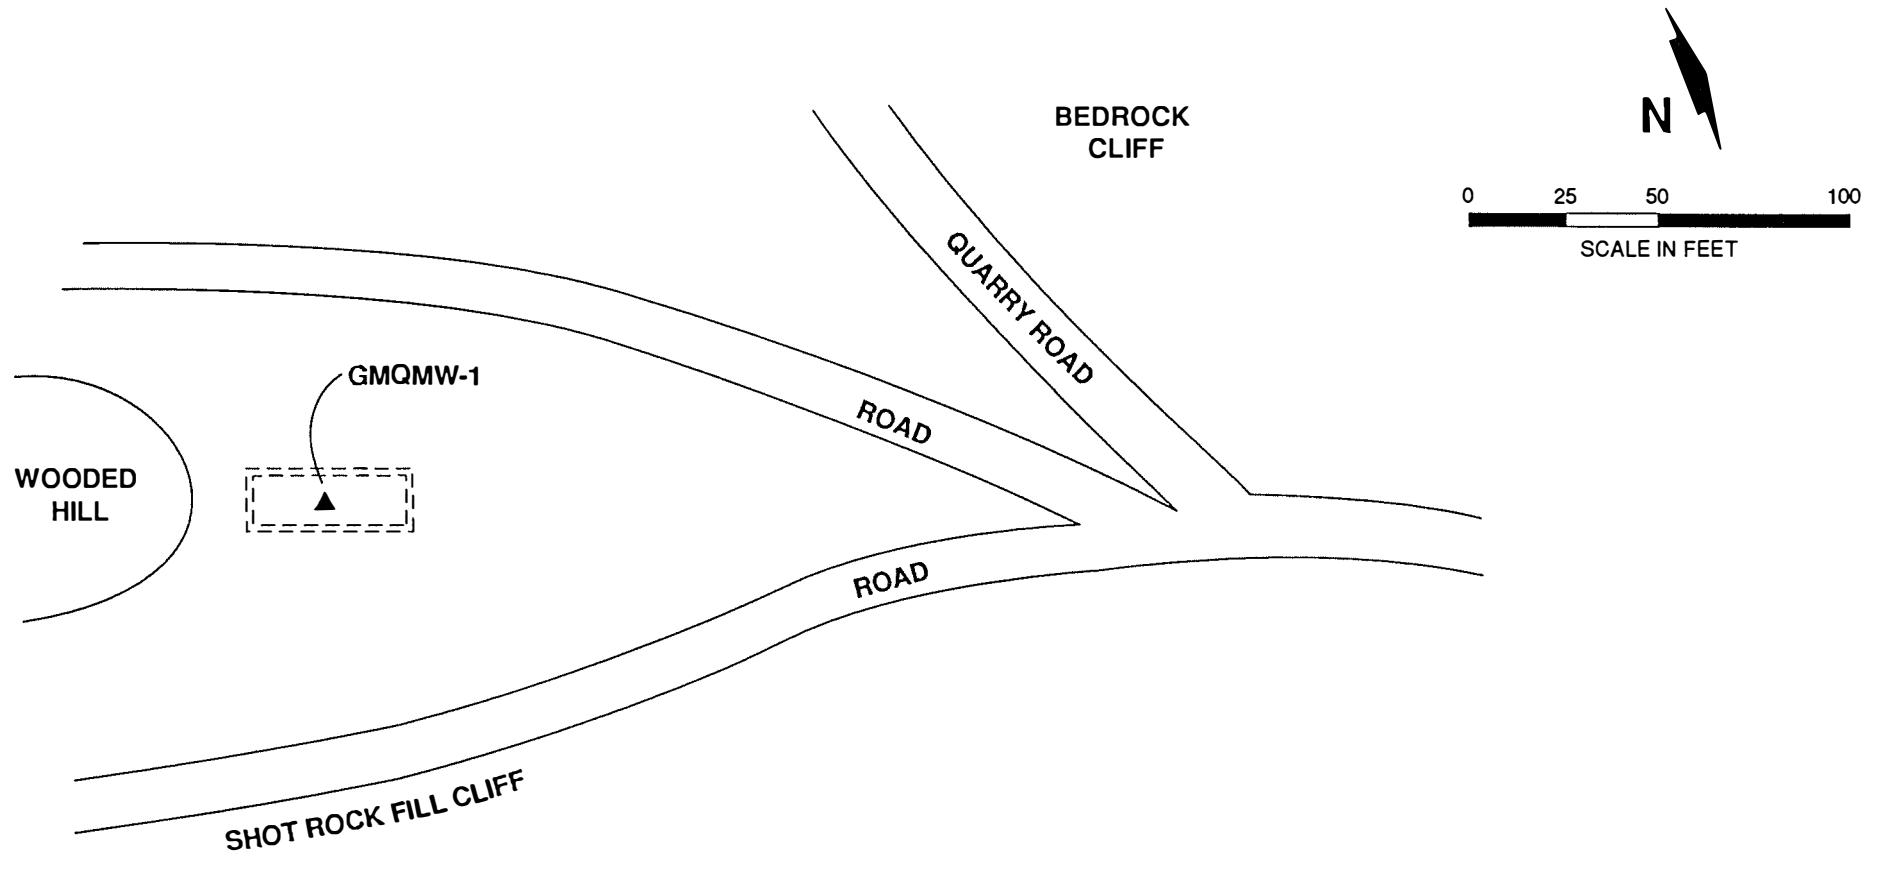 BEDROCK
CLIFF
N
0 25 50 100
SCALE IN FEET
QUARRY ROAD
GMQMW-1
ROAD
WOODED
HILL
ROAD
SHOT ROCK FILL CLIFF